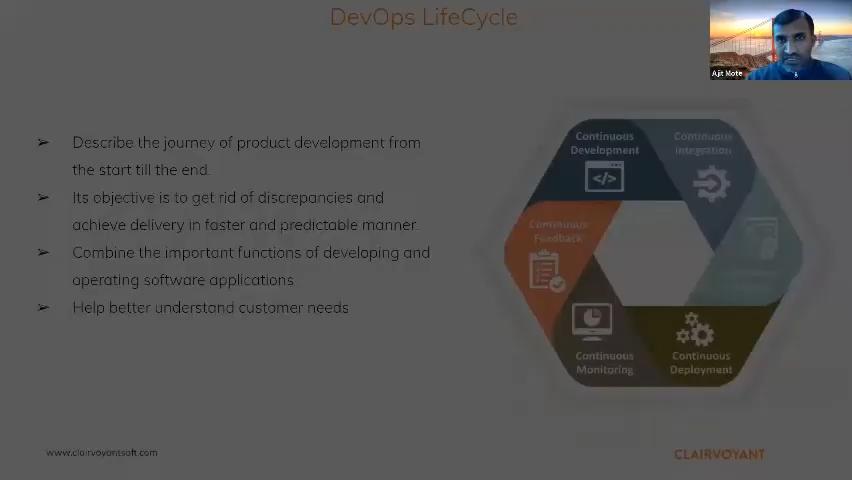 DevOps LifeCycle
Ajit Mote
➢ Describe the journey of product development from
the start till the end.
➢ Its objective is to get rid of discrepancies and
achieve delivery in faster and predictable manner.
➢ Combine the important functions of developing and
operating software applications
➢ Help better understand customer needs
Continuous
Development
</>
Continuous
Integration
Continuous
Feedback
Continuous
Monitoring
Continuous
Deployment
www.clairvoyantsoft.com
CLAIRVOYANT